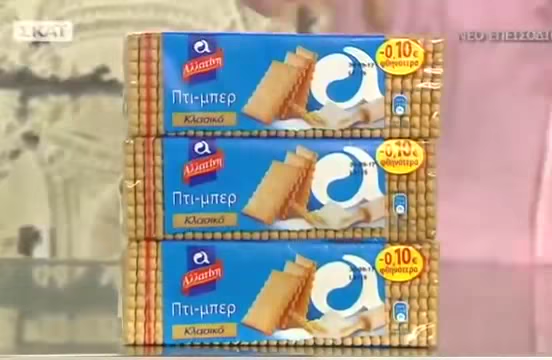 ΣΚΑΪ
ΝΕΟ ΕΠΕΙΣΟΔΙΟ
Αλλατίνη
Πτι-μπερ
Κλασικό
-0,10€
φθηνότερα
Αλλατίνη
Πτι-μπερ
Κλασικό
-0,10€
φθηνότερα
Αλλατίνη
Πτι-μπερ
Κλασικό
-0,10€
φθηνότερα